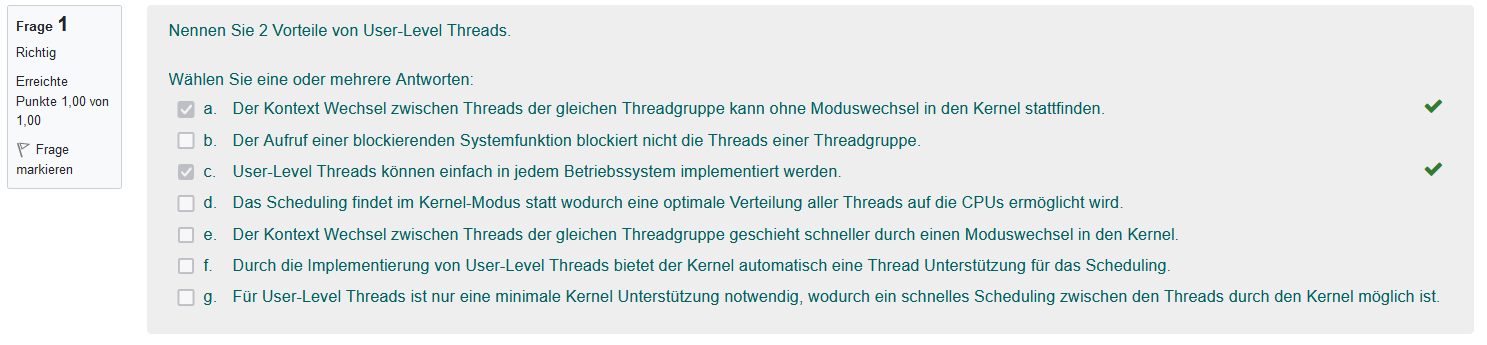 Frage 1
Richtig
Erreichte
Punkte 1,00 von
1,00
Frage
markieren
Nennen Sie 2 Vorteile von User-Level Threads.
Wählen Sie eine oder mehrere Antworten:
a. Der Kontext Wechsel zwischen Threads der gleichen Threadgruppe kann ohne Moduswechsel in den Kernel stattfinden.
b. Der Aufruf einer blockierenden Systemfunktion blockiert nicht die Threads einer Threadgruppe.
c. User-Level Threads können einfach in jedem Betriebssystem implementiert werden.
d. Das Scheduling findet im Kernel-Modus statt wodurch eine optimale Verteilung aller Threads auf die CPUs ermöglicht wird.
e. Der Kontext Wechsel zwischen Threads der gleichen Threadgruppe geschieht schneller durch einen Moduswechsel in den Kernel.
f. Durch die Implementierung von User-Level Threads bietet der Kernel automatisch eine Thread Unterstützung für das Scheduling.
g. Für User-Level Threads ist nur eine minimale Kernel Unterstützung notwendig, wodurch ein schnelles Scheduling zwischen den Threads durch den Kernel möglich ist.